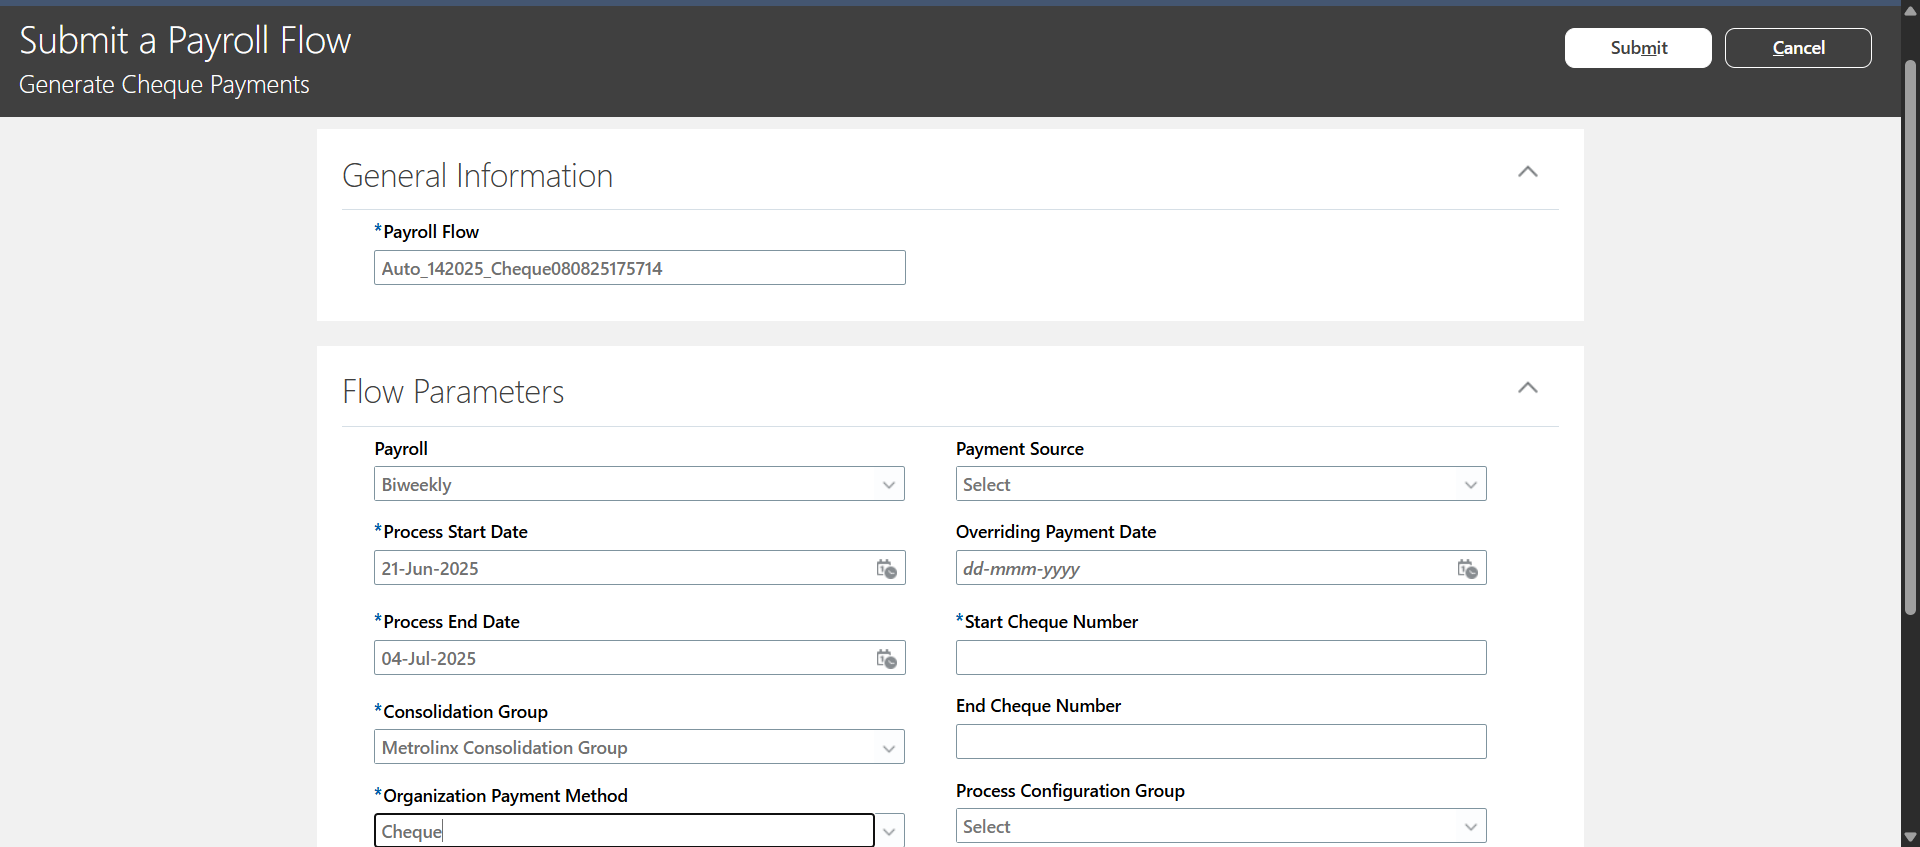 Submit a Payroll Flow
Generate Cheque Payments
Submit
Cancel
General Information
*Payroll Flow
Auto_142025_Cheque080825175714
Flow Parameters
Payroll
Biweekly
Payment Source
Select
*Process Start Date
21-Jun-2025
Overriding Payment Date
dd-mmm-yyyy
*Process End Date
04-Jul-2025
*Start Cheque Number
*Consolidation Group
Metrolinx Consolidation Group
End Cheque Number
*Organization Payment Method
Cheque
Process Configuration Group
Select